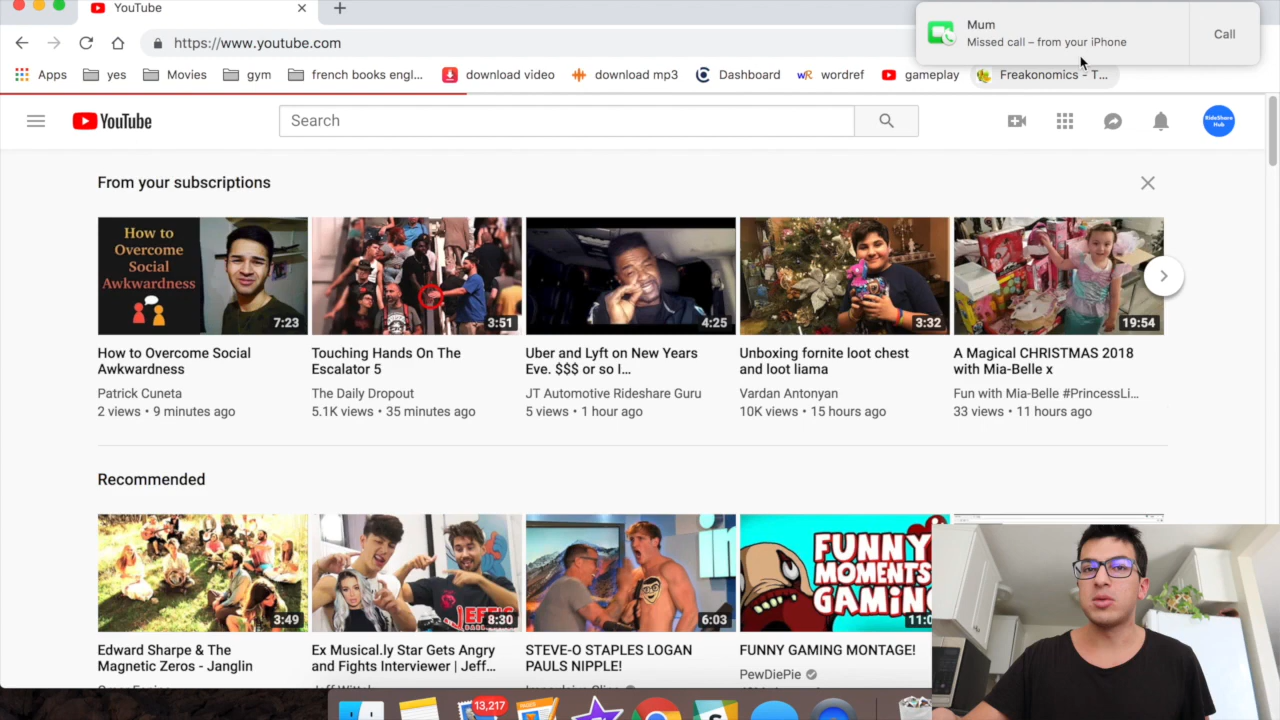 YouTube
Mum
Missed call – from your iPhone
Call
https://www.youtube.com
Apps
yes
Movies
gym
french books engl...
download video
download mp3
Dashboard
wR
wordref
gameplay
Freakonomics - T...
YouTube
Search
RideShare
Hub
From your subscriptions
How to
Overcome
Social
Awkwardness
7:23
3:51
4:25
3:32
19:54
How to Overcome Social
Awkwardness
Patrick Cuneta
2 views • 9 minutes ago
Touching Hands On The
Escalator 5
The Daily Dropout
5.1K views • 35 minutes ago
Uber and Lyft on New Years
Eve. $$$ or so I...
JT Automotive Rideshare Guru
5 views • 1 hour ago
Unboxing fornite loot chest
and loot liama
Vardan Antonyan
10K views • 15 hours ago
A Magical CHRISTMAS 2018
with Mia-Belle x
Fun with Mia-Belle #PrincessLi...
33 views • 11 hours ago
Recommended
3:49
8:30
6:03
FUNNY
MOMENTS
GAMiN
Edward Sharpe & The
Magnetic Zeros - Janglin
Ex Musical.ly Star Gets Angry
and Fights Interviewer | Jeff...
STEVE-O STAPLES LOGAN
PAULS NIPPLE!
FUNNY GAMING MONTAGE!
PewDiePie
13,217
PAGES